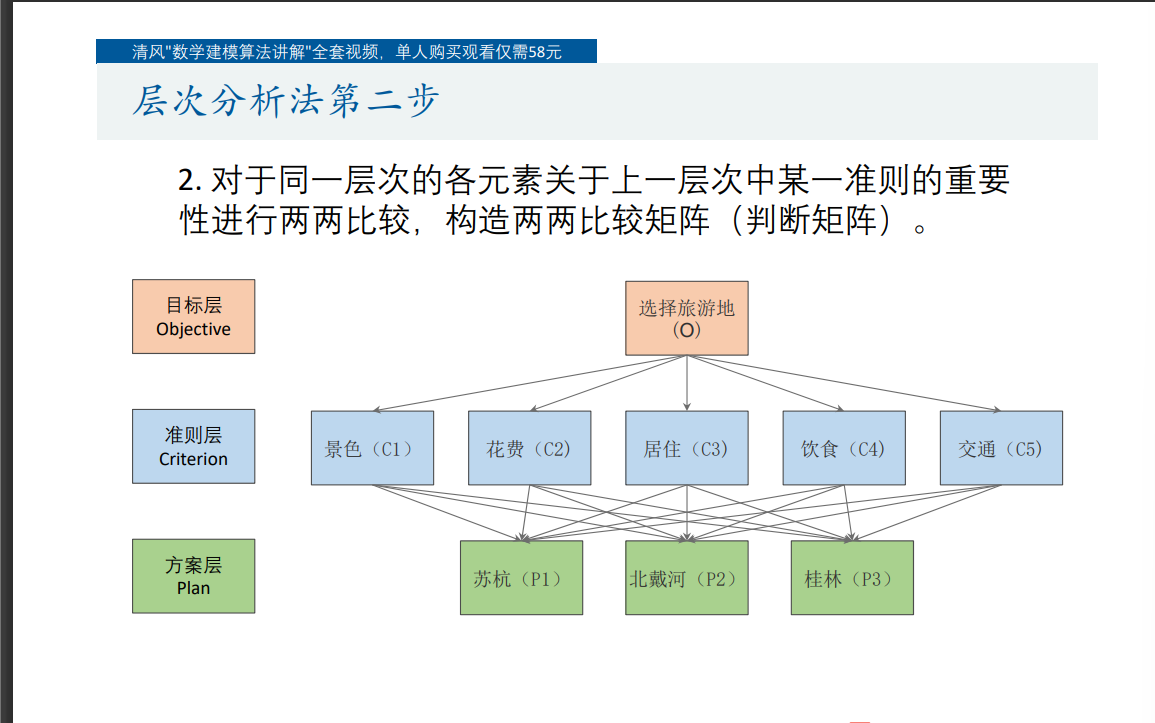 清风"数学建模算法讲解"全套视频，单人购买观看仅需58元
层次分析法第二步
2. 对于同一层次的各元素关于上一层次中某一准则的重要
性进行两两比较，构造两两比较矩阵（判断矩阵）。
目标层
Objective
选择旅游地
（O）
准则层
Criterion
景色（C1）
花费（C2）
居住（C3）
饮食（C4）
交通（C5）
方案层
Plan
苏杭（P1）
北戴河（P2）
桂林（P3）